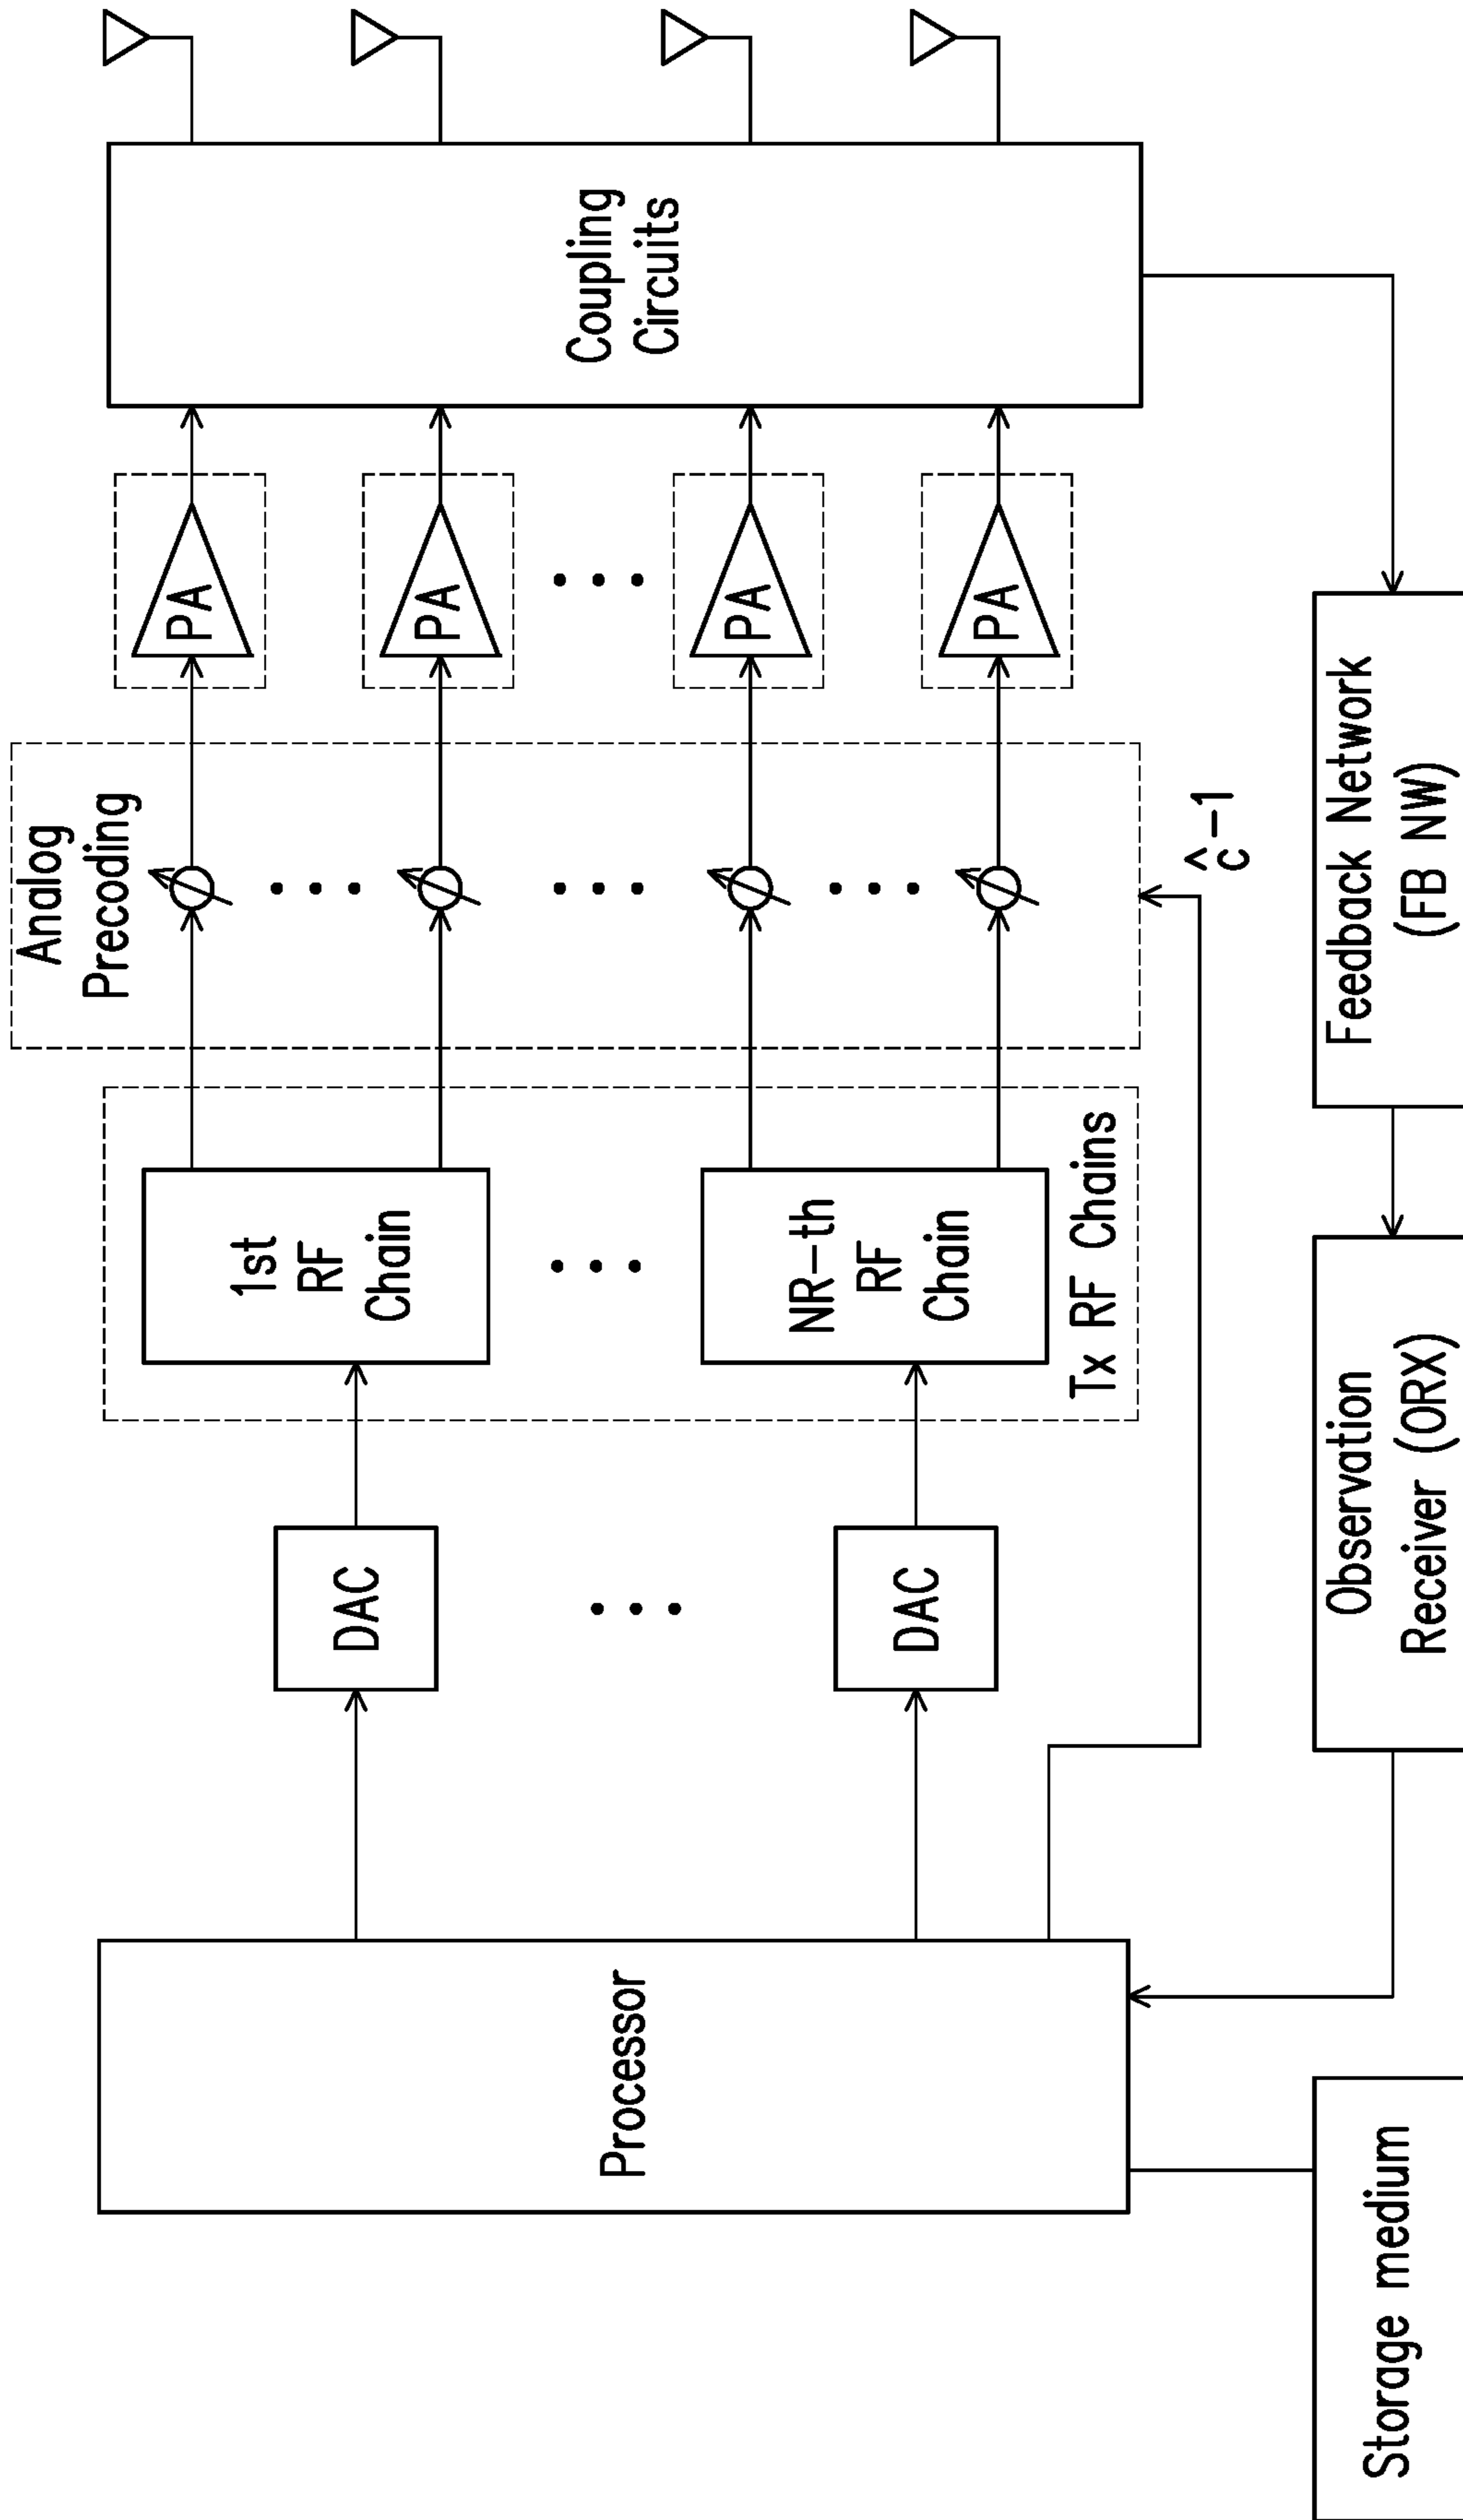 Processor
Storage medium
DAC
DAC
1st
RF
Chain
NR-th
RF
Chain
Tx RF Chains
Analog
Precoding
ĉ-1
PA
PA
PA
PA
Coupling
Circuits
Feedback Network
(FB NW)
Observation
Receiver (ORX)